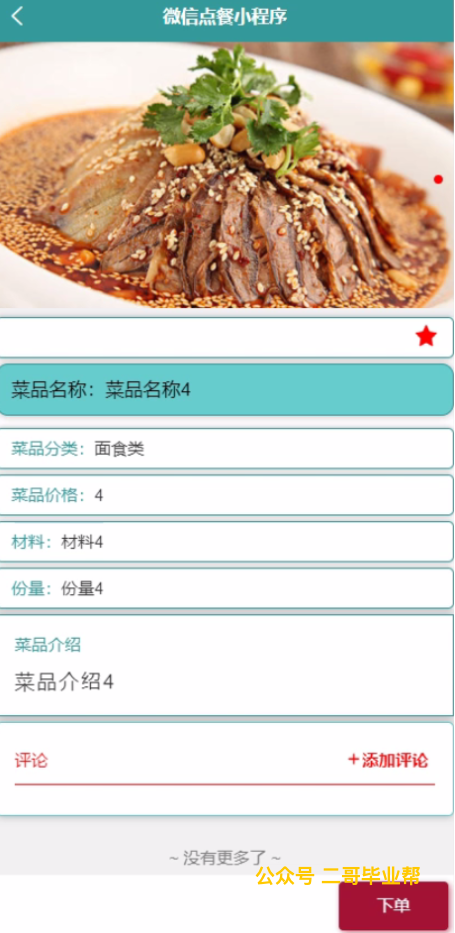 微信点餐小程序
菜品名称：菜品名称4
菜品分类：面食类
菜品价格：4
材料：材料4
份量：份量4
菜品介绍
菜品介绍4
评论 +添加评论
~ 没有更多了 ~
公众号 二哥毕业帮
下单